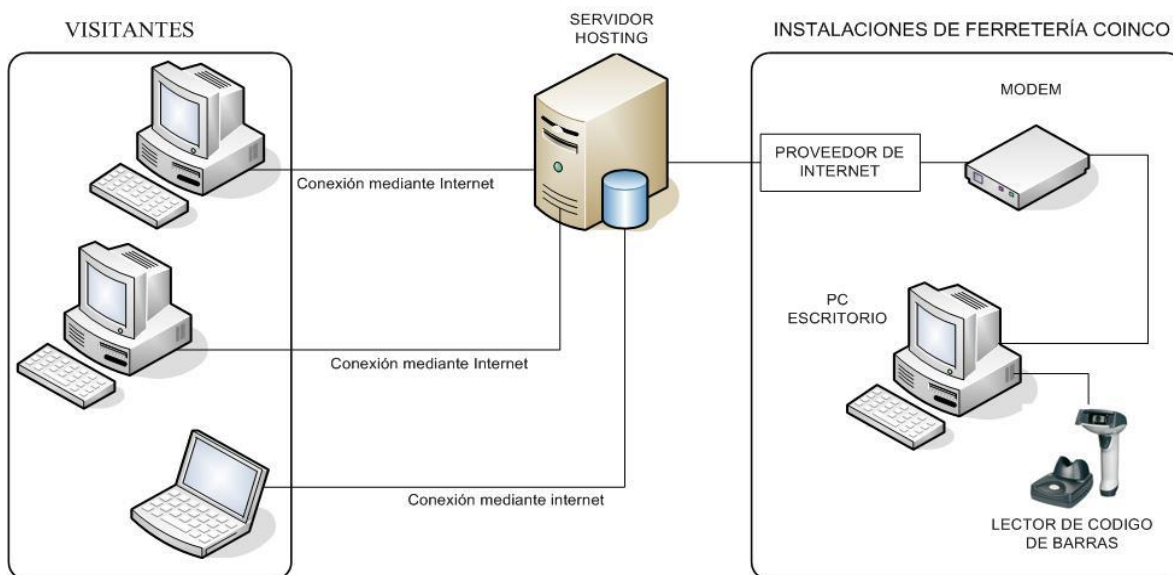 VISITANTES
SERVIDOR
HOSTING
INSTALACIONES DE FERRETERÍA COINCO
MODEM
PROVEEDOR DE
INTERNET
Conexión mediante Internet
PC
ESCRITORIO
Conexión mediante Internet
Conexión mediante internet
LECTOR DE CODIGO
DE BARRAS